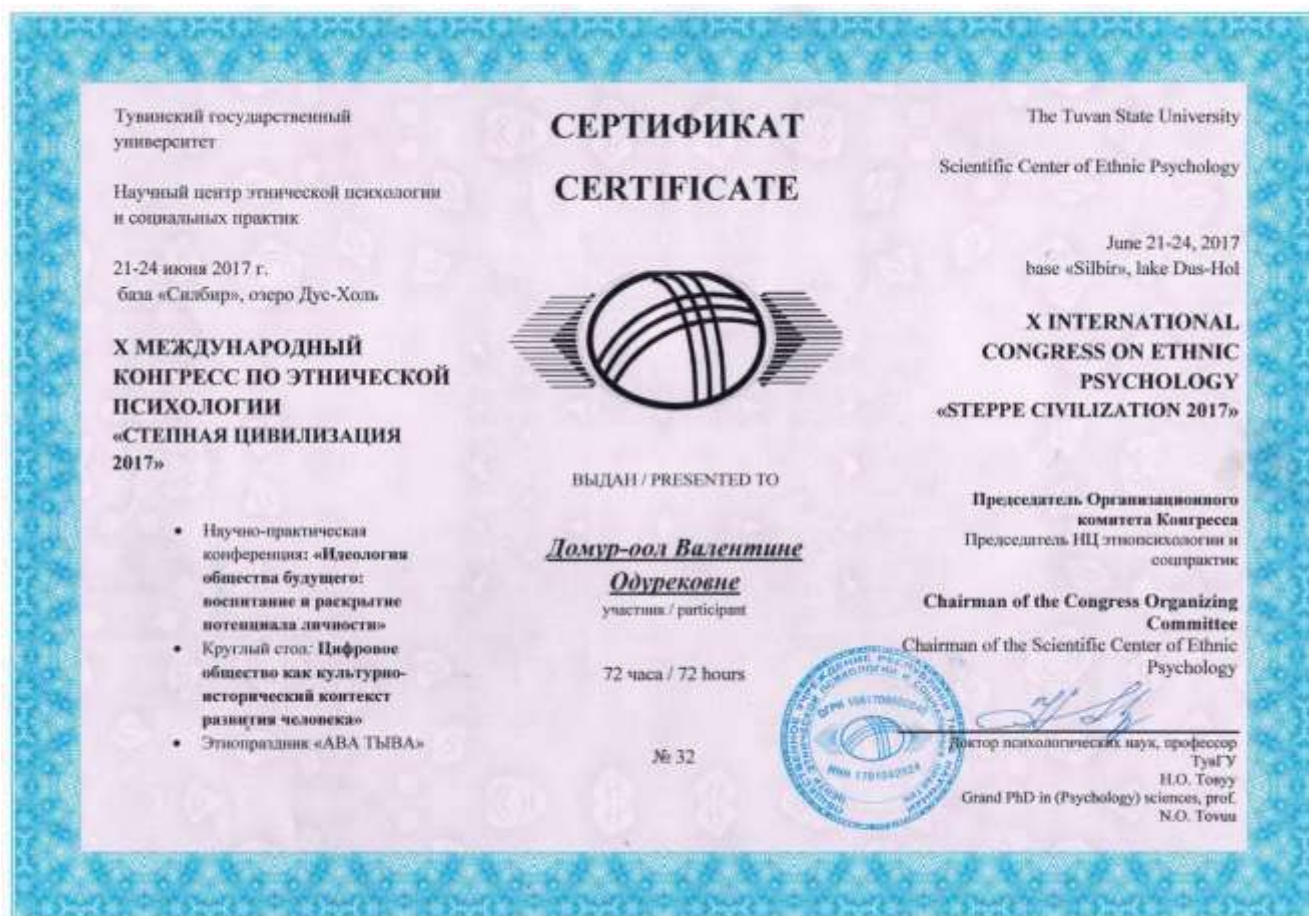 Тувинский государственный
университет
Научный центр этнической психологии
и социальных практик
21-24 июня 2017 г.
база «Силбир», озеро Дус-Холь
X МЕЖДУНАРОДНЫЙ
КОНГРЕСС ПО ЭТНИЧЕСКОЙ
ПСИХОЛОГИИ
«СТЕПНАЯ ЦИВИЛИЗАЦИЯ
2017»
• Научно-практическая
конференция: «Идеология
общества будущего:
воспитание и раскрытие
потенциала личности»
• Круглый стол: Цифровое
общество как культурно-
исторический контекст
развития человека»
• Этнопраздник «АВА ТЫВА»
СЕРТИФИКАТ
CERTIFICATE
ВЫДАН / PRESENTED TO
Домур-оол Валентине
Одурековне
участник / participant
72 часа / 72 hours
№ 32
The Tuvan State University
Scientific Center of Ethnic Psychology
June 21-24, 2017
base «Silbir», lake Dus-Hol
X INTERNATIONAL
CONGRESS ON ETHNIC
PSYCHOLOGY
«STEPPE CIVILIZATION 2017»
Председатель Организационного
комитета Конгресса
Председатель НЦ этнопсихологии и
соцпрактик
Chairman of the Congress Organizing
Committee
Chairman of the Scientific Center of Ethnic
Psychology
Доктор психологических наук, профессор
ТувГУ
Н.О. Товуу
Grand PhD in (Psychology) sciences, prof.
N.O. Tovuu